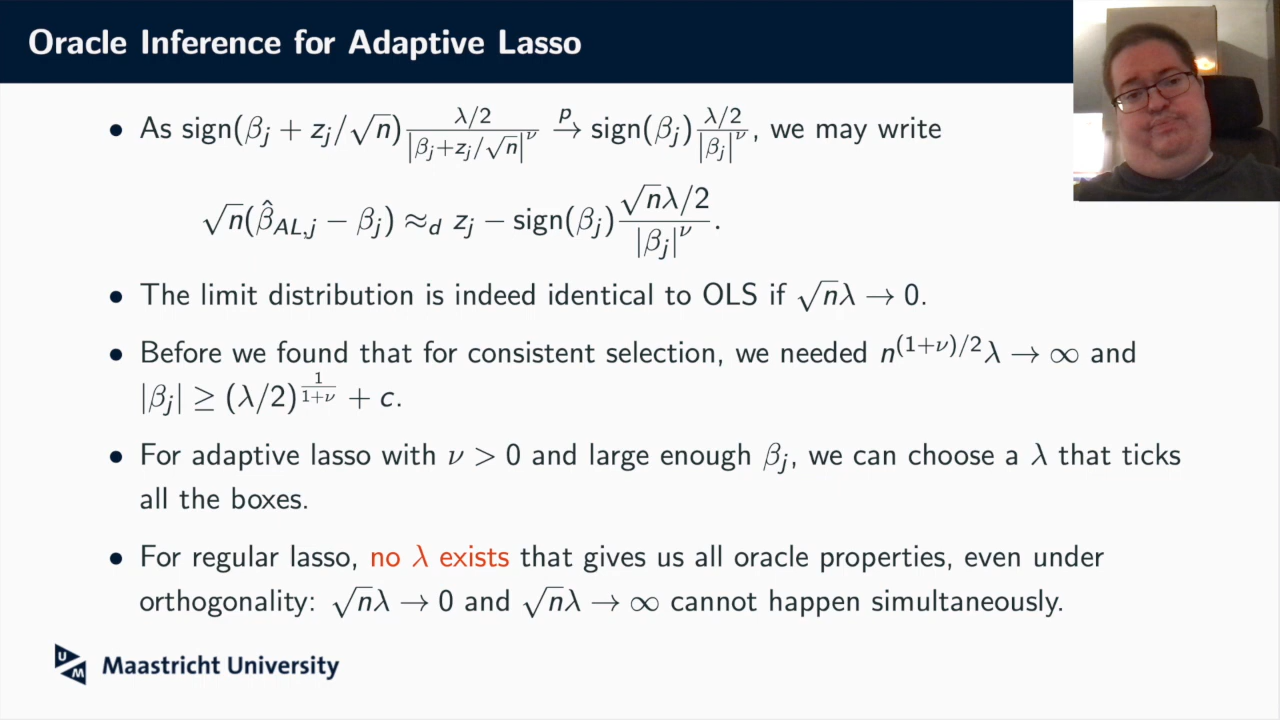 Oracle Inference for Adaptive Lasso
• As sign(βj + zj/√n) (λ/2)/|βj+zj/√n|^ν →p sign(βj) (λ/2)/|βj|^ν, we may write
√n(β̂AL,j − βj) ≈d zj − sign(βj) (√nλ/2)/|βj|^ν.
• The limit distribution is indeed identical to OLS if √nλ → 0.
• Before we found that for consistent selection, we needed n^(1+ν)/2 λ → ∞ and
|βj| ≥ (λ/2)^(1/(1+ν)) + c.
• For adaptive lasso with ν > 0 and large enough βj, we can choose a λ that ticks
all the boxes.
• For regular lasso, no λ exists that gives us all oracle properties, even under
orthogonality: √nλ → 0 and √nλ → ∞ cannot happen simultaneously.
UM Maastricht University